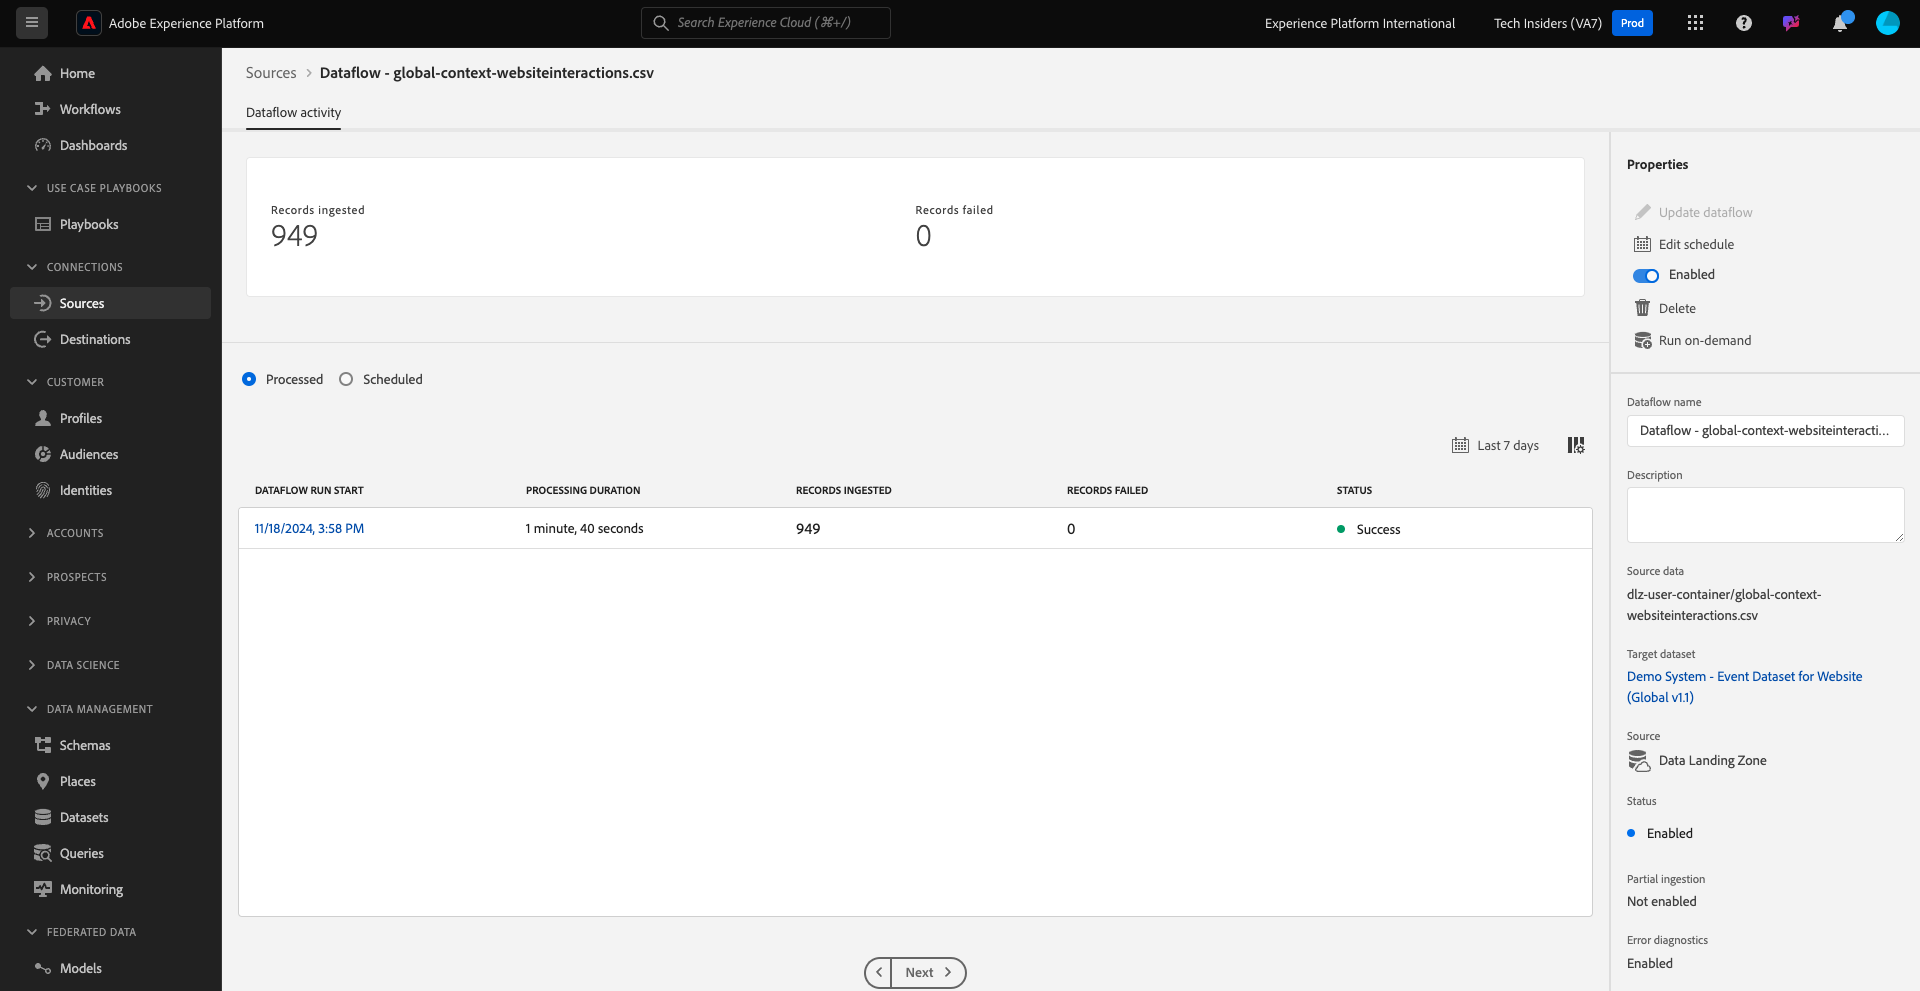 Adobe Experience Platform
Search Experience Cloud (⌘+/)
Experience Platform International
Tech Insiders (VA7)
Prod
Home
Workflows
Dashboards
USE CASE PLAYBOOKS
Playbooks
CONNECTIONS
Sources
Destinations
CUSTOMER
Profiles
Audiences
Identities
ACCOUNTS
PROSPECTS
PRIVACY
DATA SCIENCE
DATA MANAGEMENT
Schemas
Places
Datasets
Queries
Monitoring
FEDERATED DATA
Models
Sources > Dataflow - global-context-websiteinteractions.csv
Dataflow activity
Records ingested
949
Records failed
0
Processed
Scheduled
Last 7 days
DATAFLOW RUN START PROCESSING DURATION RECORDS INGESTED RECORDS FAILED STATUS
11/18/2024, 3:58 PM 1 minute, 40 seconds 949 0 Success
Next
Properties
Update dataflow
Edit schedule
Enabled
Delete
Run on-demand
Dataflow name
Dataflow - global-context-websiteinteracti...
Description
Source data
dlz-user-container/global-context-
websiteinteractions.csv
Target dataset
Demo System - Event Dataset for Website
(Global v1.1)
Source
Data Landing Zone
Status
Enabled
Partial ingestion
Not enabled
Error diagnostics
Enabled